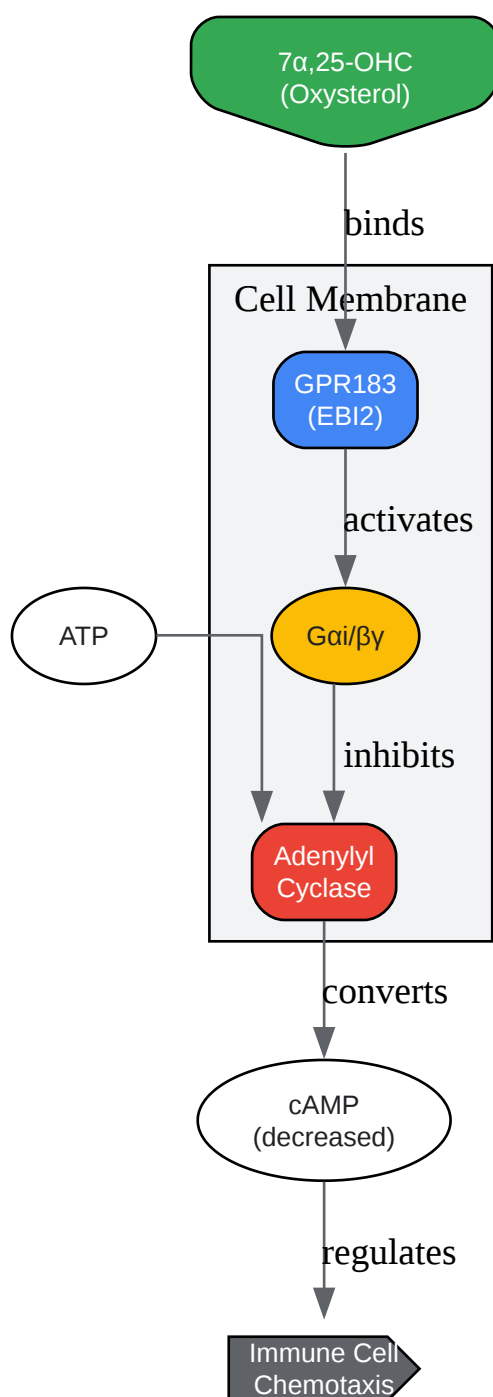 7α,25-OHC
(Oxysterol)
binds
Cell Membrane
GPR183
(EBI2)
activates
ATP
Gαi/βγ
inhibits
Adenylyl
Cyclase
converts
cAMP
(decreased)
regulates
Immune Cell
Chemotaxis